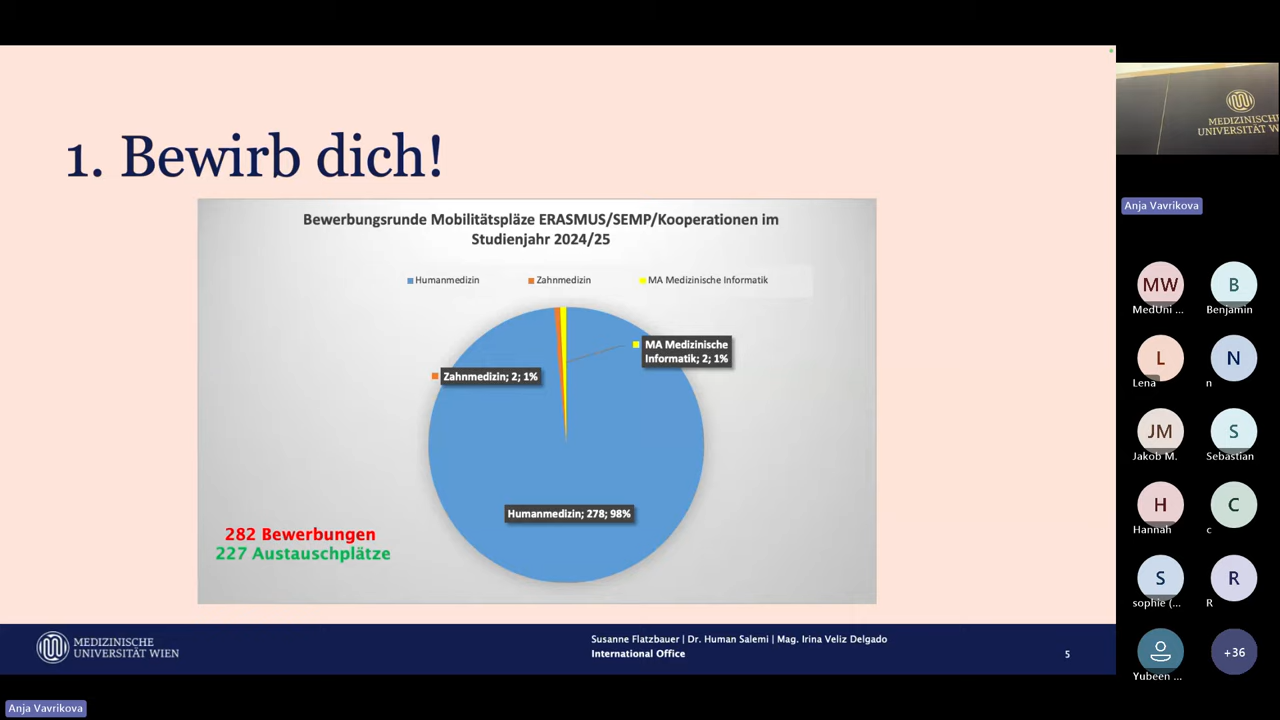 1. Bewirb dich!
Bewerbungsrunde Mobilitätspläze ERASMUS/SEMP/Kooperationen im
Studienjahr 2024/25
Humanmedizin
Zahnmedizin
MA Medizinische Informatik
MA Medizinische
Informatik; 2; 1%
Zahnmedizin; 2; 1%
Humanmedizin; 278; 98%
282 Bewerbungen
227 Austauschplätze
MEDIZINISCHE
UNIVERSITÄT WIEN
Susanne Flatzbauer | Dr. Human Salemi | Mag. Irina Veliz Delgado
International Office
5
Anja Vavrikova
MEDIZINISCHE
UNIVERSITÄT WIEN
Anja Vavrikova
MW
MedUni ...
B
Benjamin
L
Lena
N
n
JM
Jakob M.
S
Sebastian
H
Hannah
C
c
S
sophie (...
R
R
Yubeen ...
+36